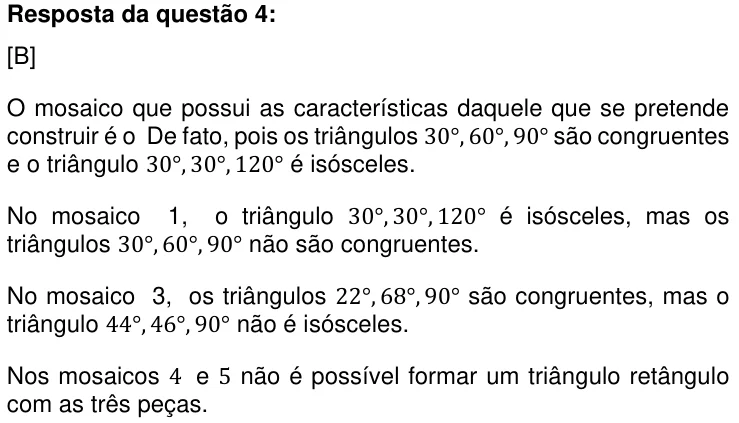 Resposta da questão 4:
[B]
O mosaico que possui as características daquele que se pretende
construir é o De fato, pois os triângulos 30°, 60°, 90° são congruentes
e o triângulo 30°, 30°, 120° é isósceles.
No mosaico 1, o triângulo 30°, 30°, 120° é isósceles, mas os
triângulos 30°, 60°, 90° não são congruentes.
No mosaico 3, os triângulos 22°, 68°, 90° são congruentes, mas o
triângulo 44°, 46°, 90° não é isósceles.
Nos mosaicos 4 e 5 não é possível formar um triângulo retângulo
com as três peças.